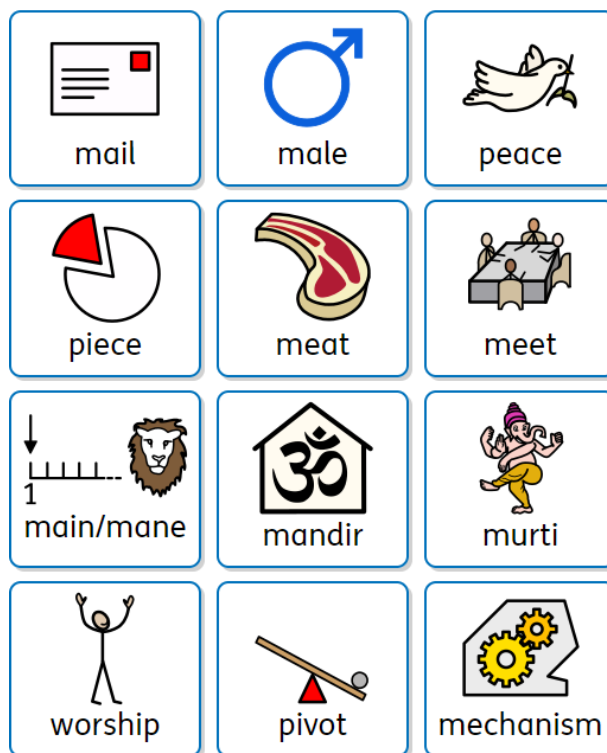 mail
male
peace
piece
meat
meet
1
main/mane
mandir
ॐ
murti
worship
pivot
mechanism